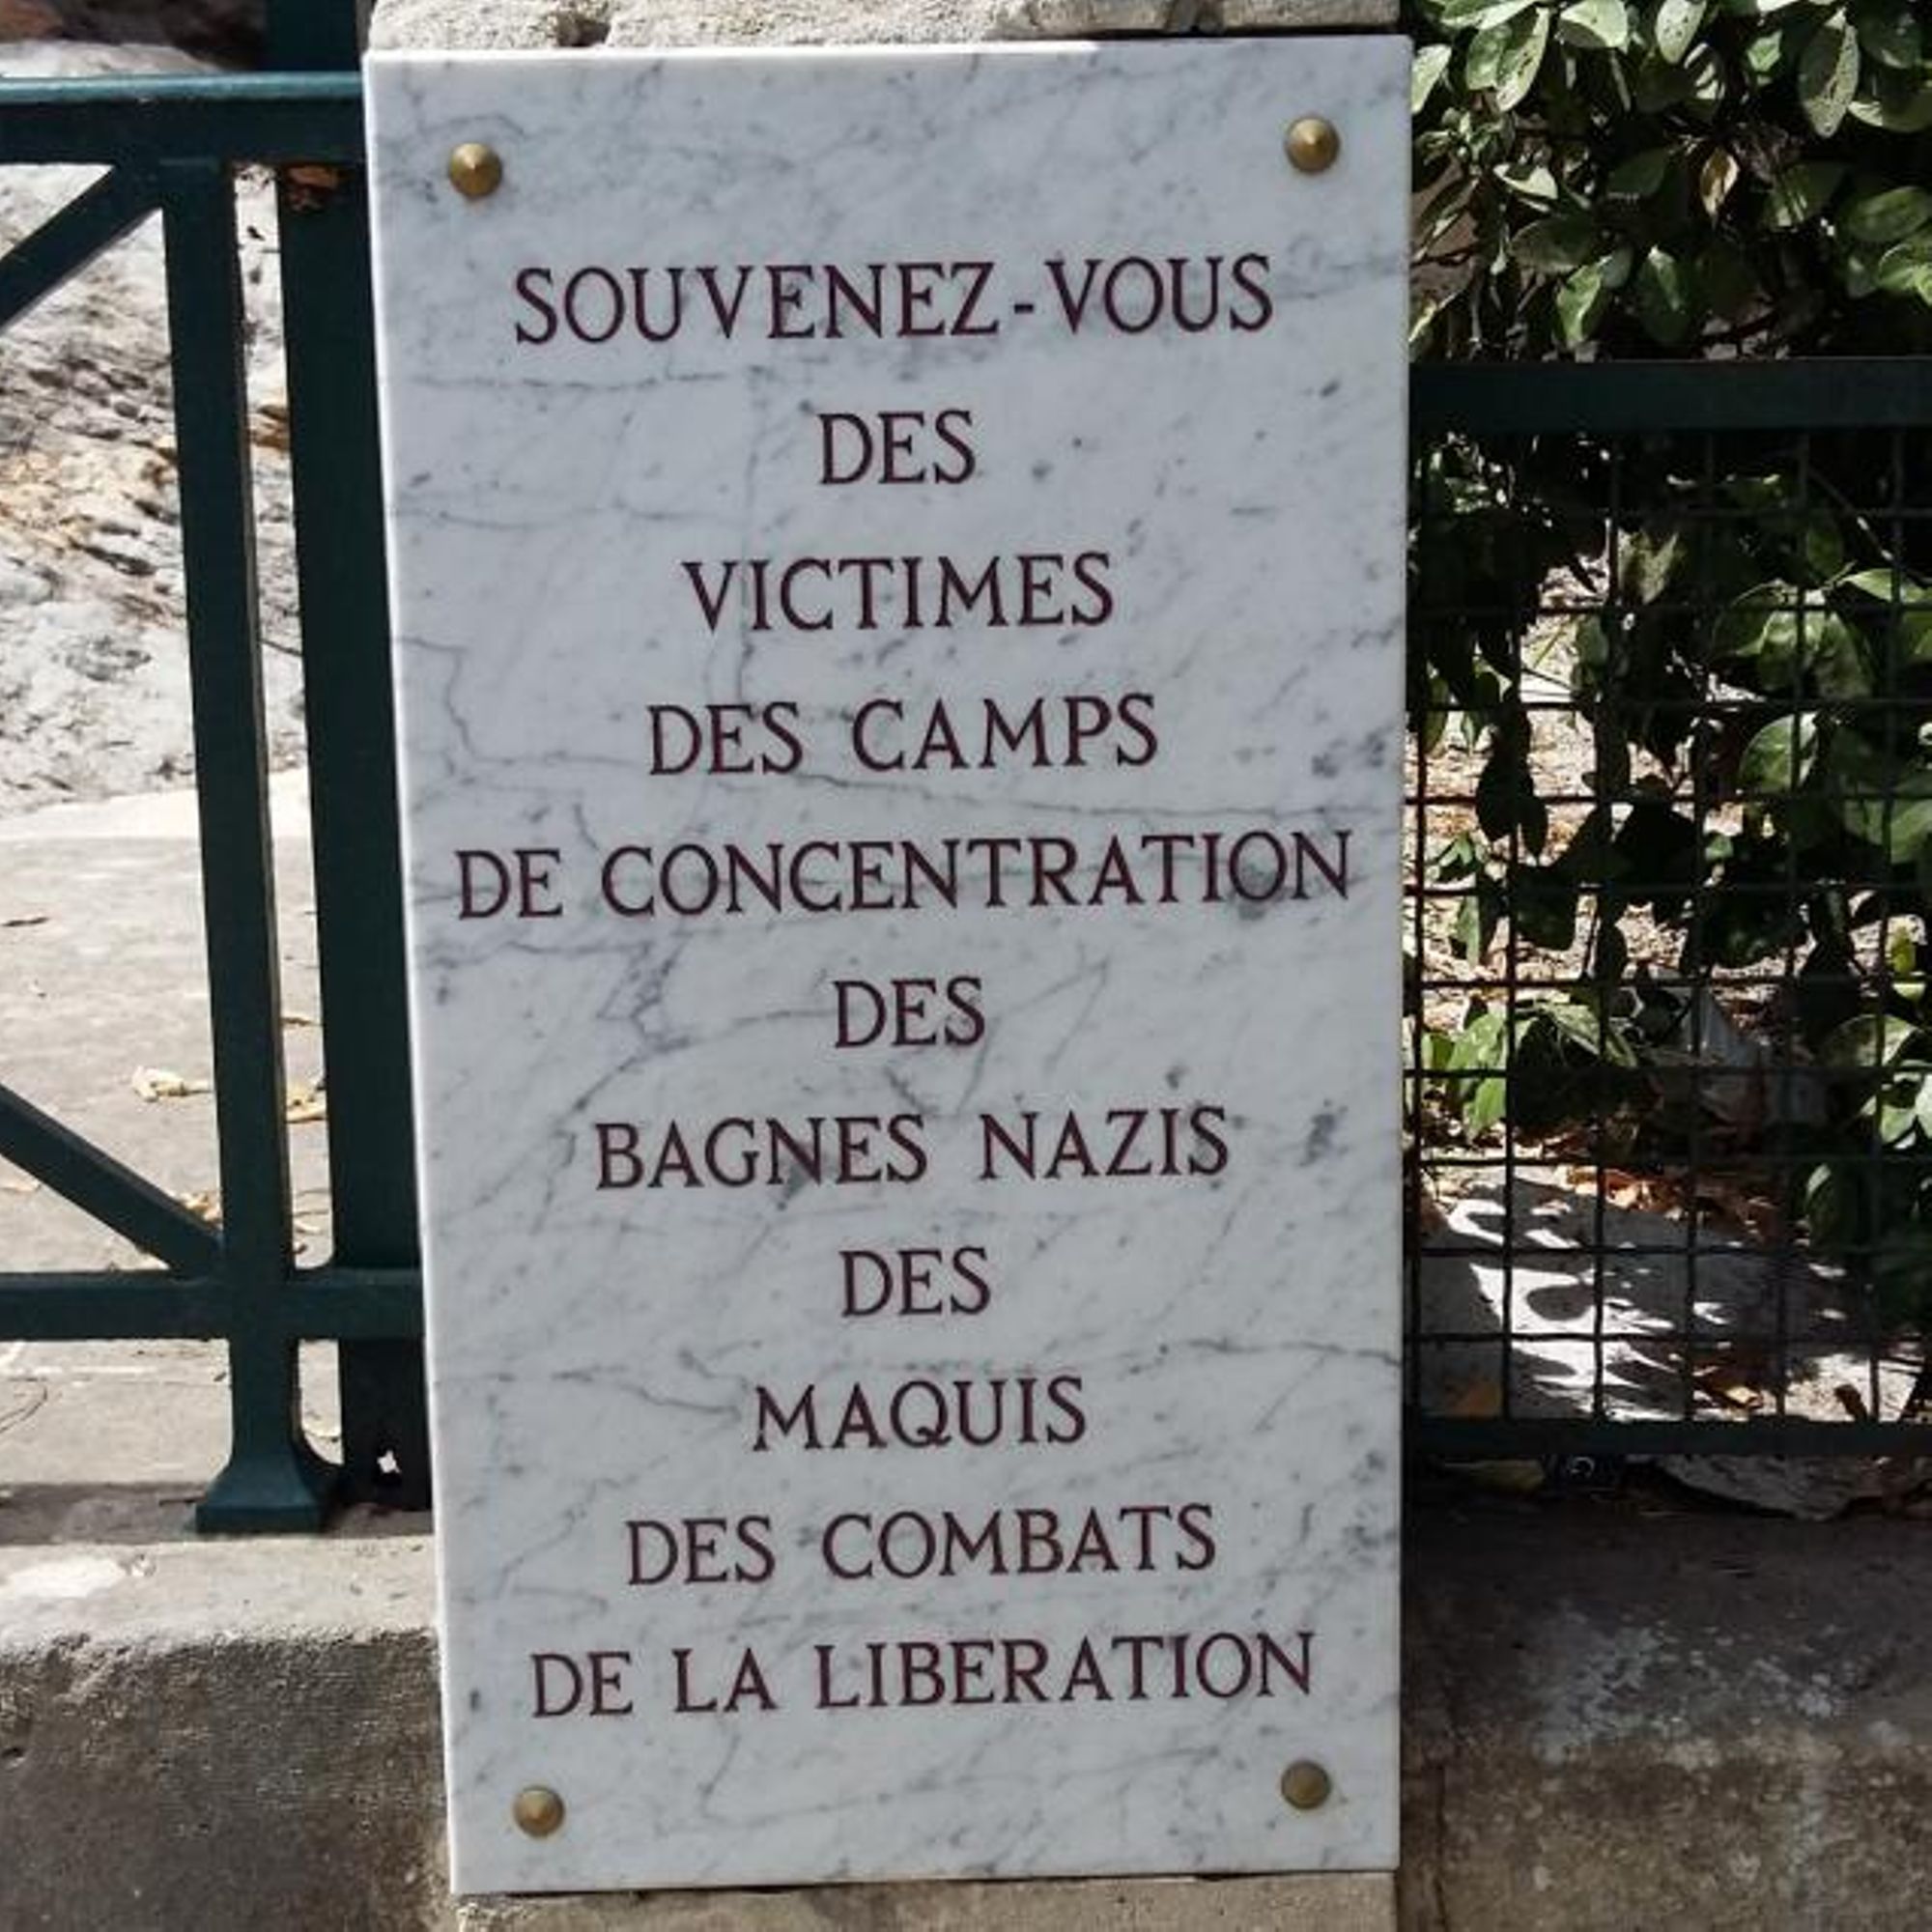 SOUVENEZ-VOUS
DES
VICTIMES
DES CAMPS
DE CONCENTRATION
DES
BAGNES NAZIS
DES
MAQUIS
DES COMBATS
DE LA LIBERATION